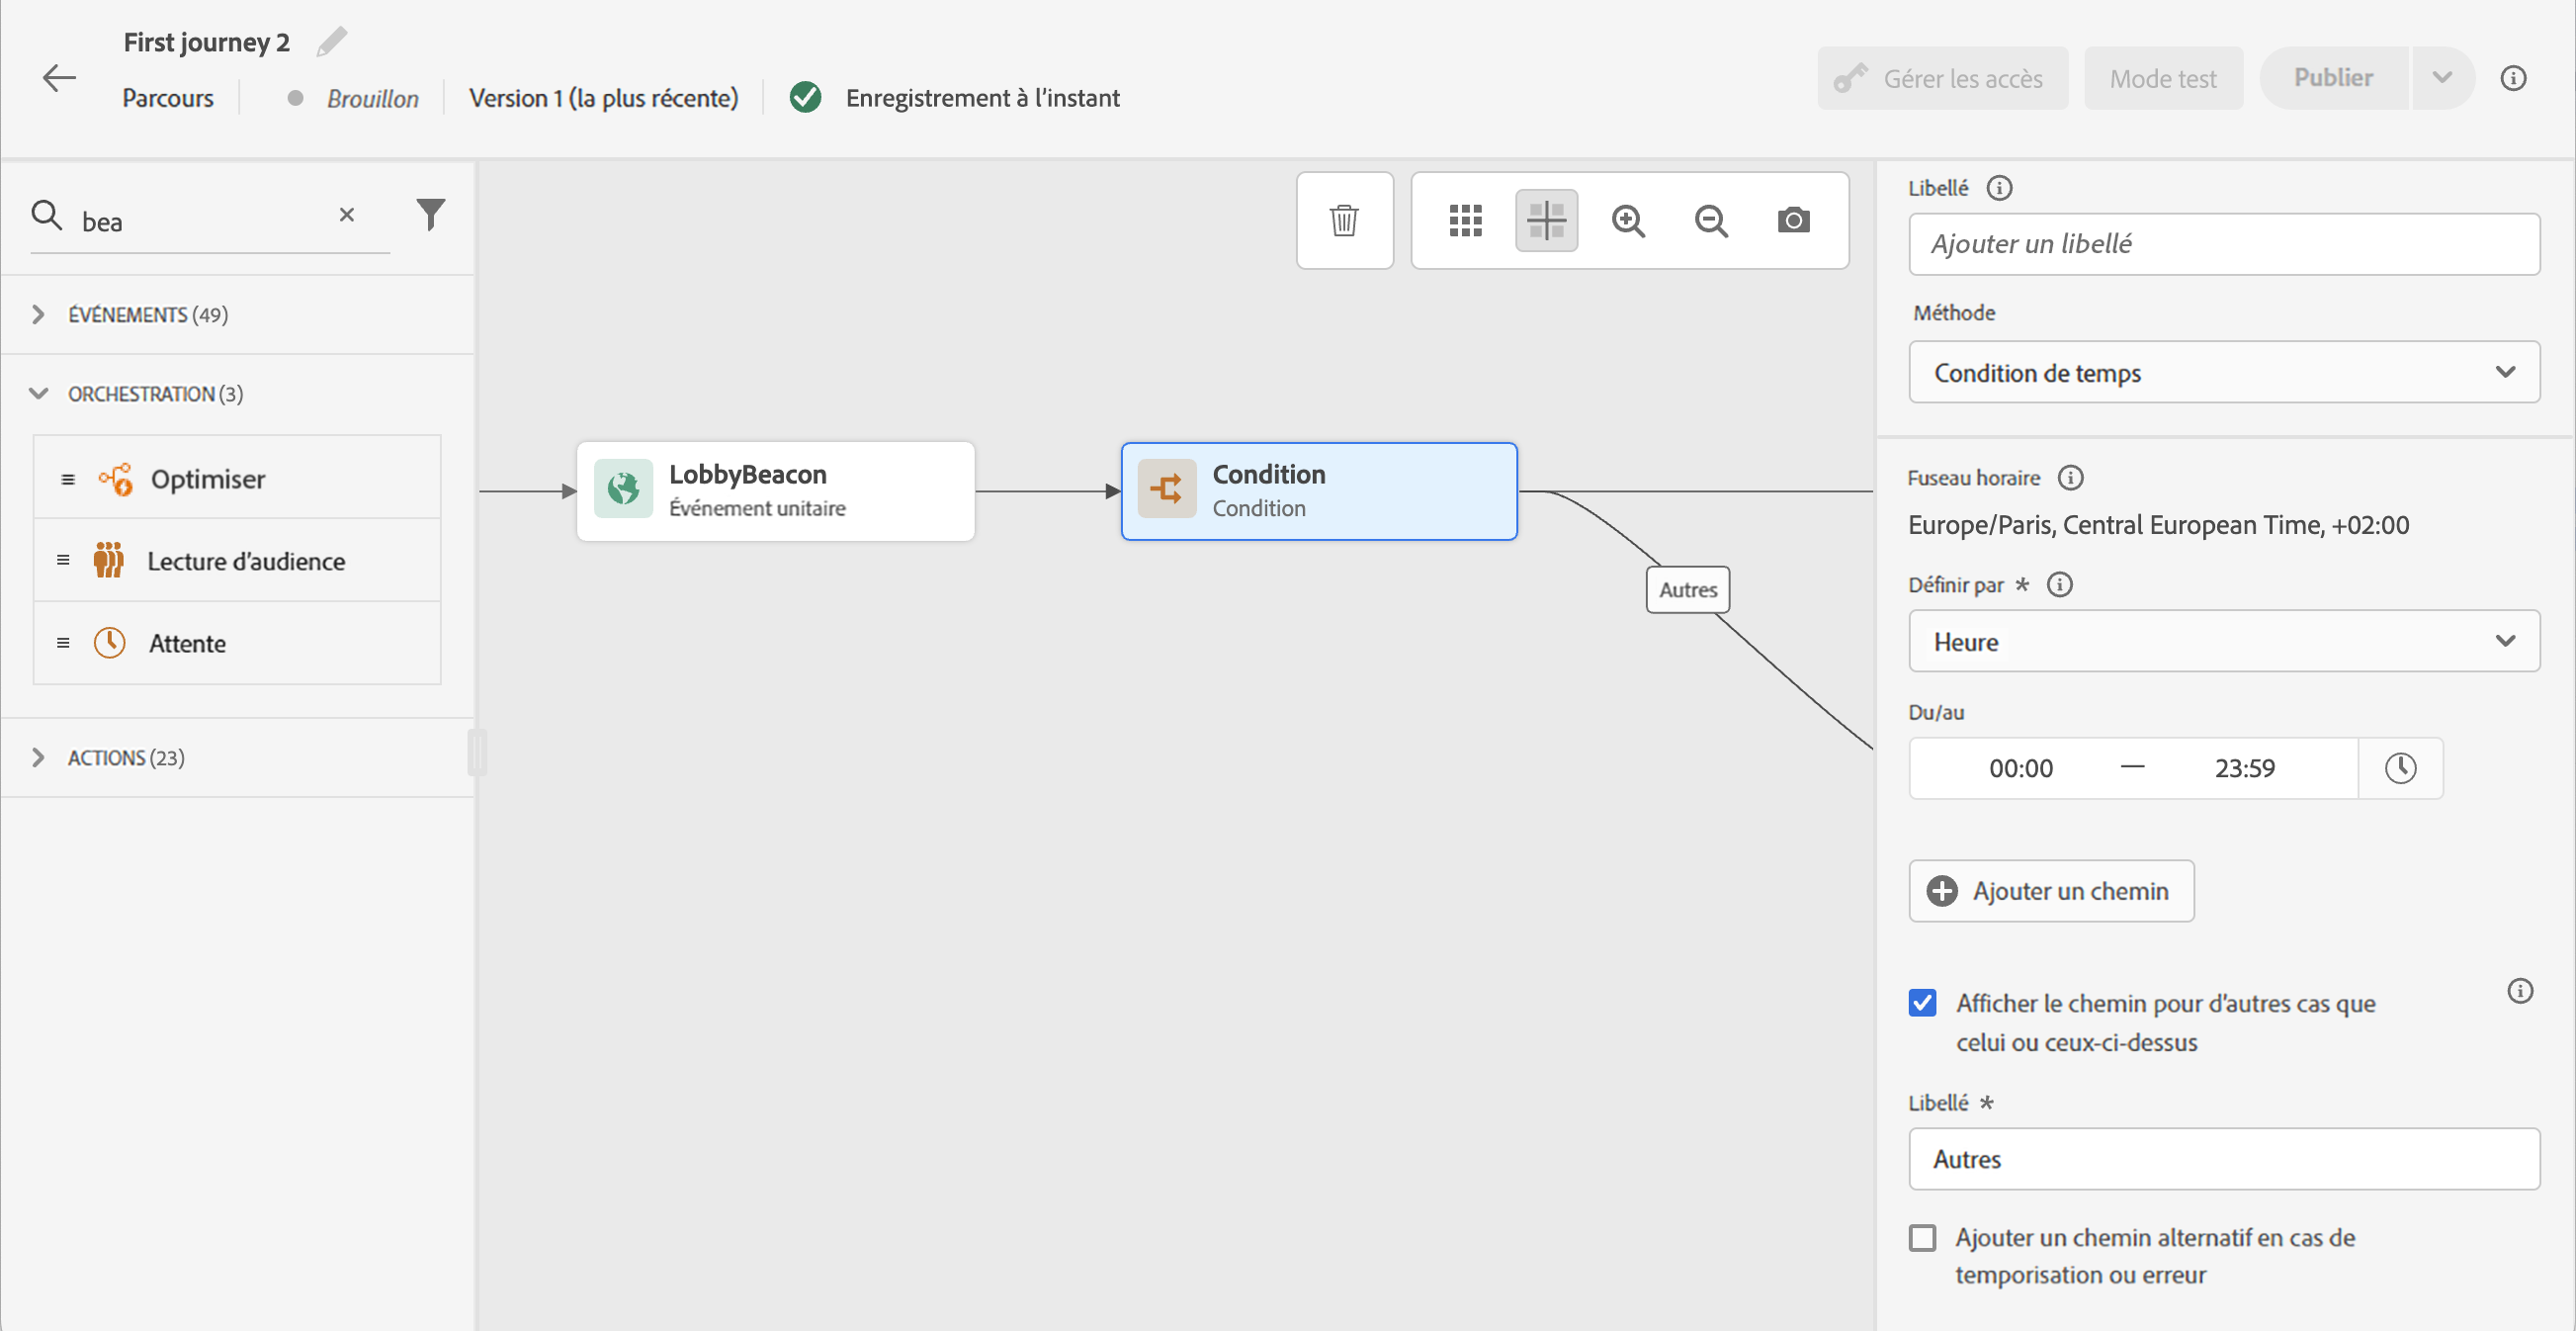 First journey 2
Parcours
Brouillon
Version 1 (la plus récente)
Enregistrement à l’instant
Gérer les accès
Mode test
Publier
bea
ÉVÉNEMENTS (49)
ORCHESTRATION (3)
Optimiser
Lecture d’audience
Attente
ACTIONS (23)
LobbyBeacon
Événement unitaire
Condition
Condition
Autres
Libellé
Ajouter un libellé
Méthode
Condition de temps
Fuseau horaire
Europe/Paris, Central European Time, +02:00
Définir par *
Heure
Du/au
00:00 — 23:59
Ajouter un chemin
Afficher le chemin pour d’autres cas que
celui ou ceux-ci-dessus
Libellé *
Autres
Ajouter un chemin alternatif en cas de
temporisation ou erreur